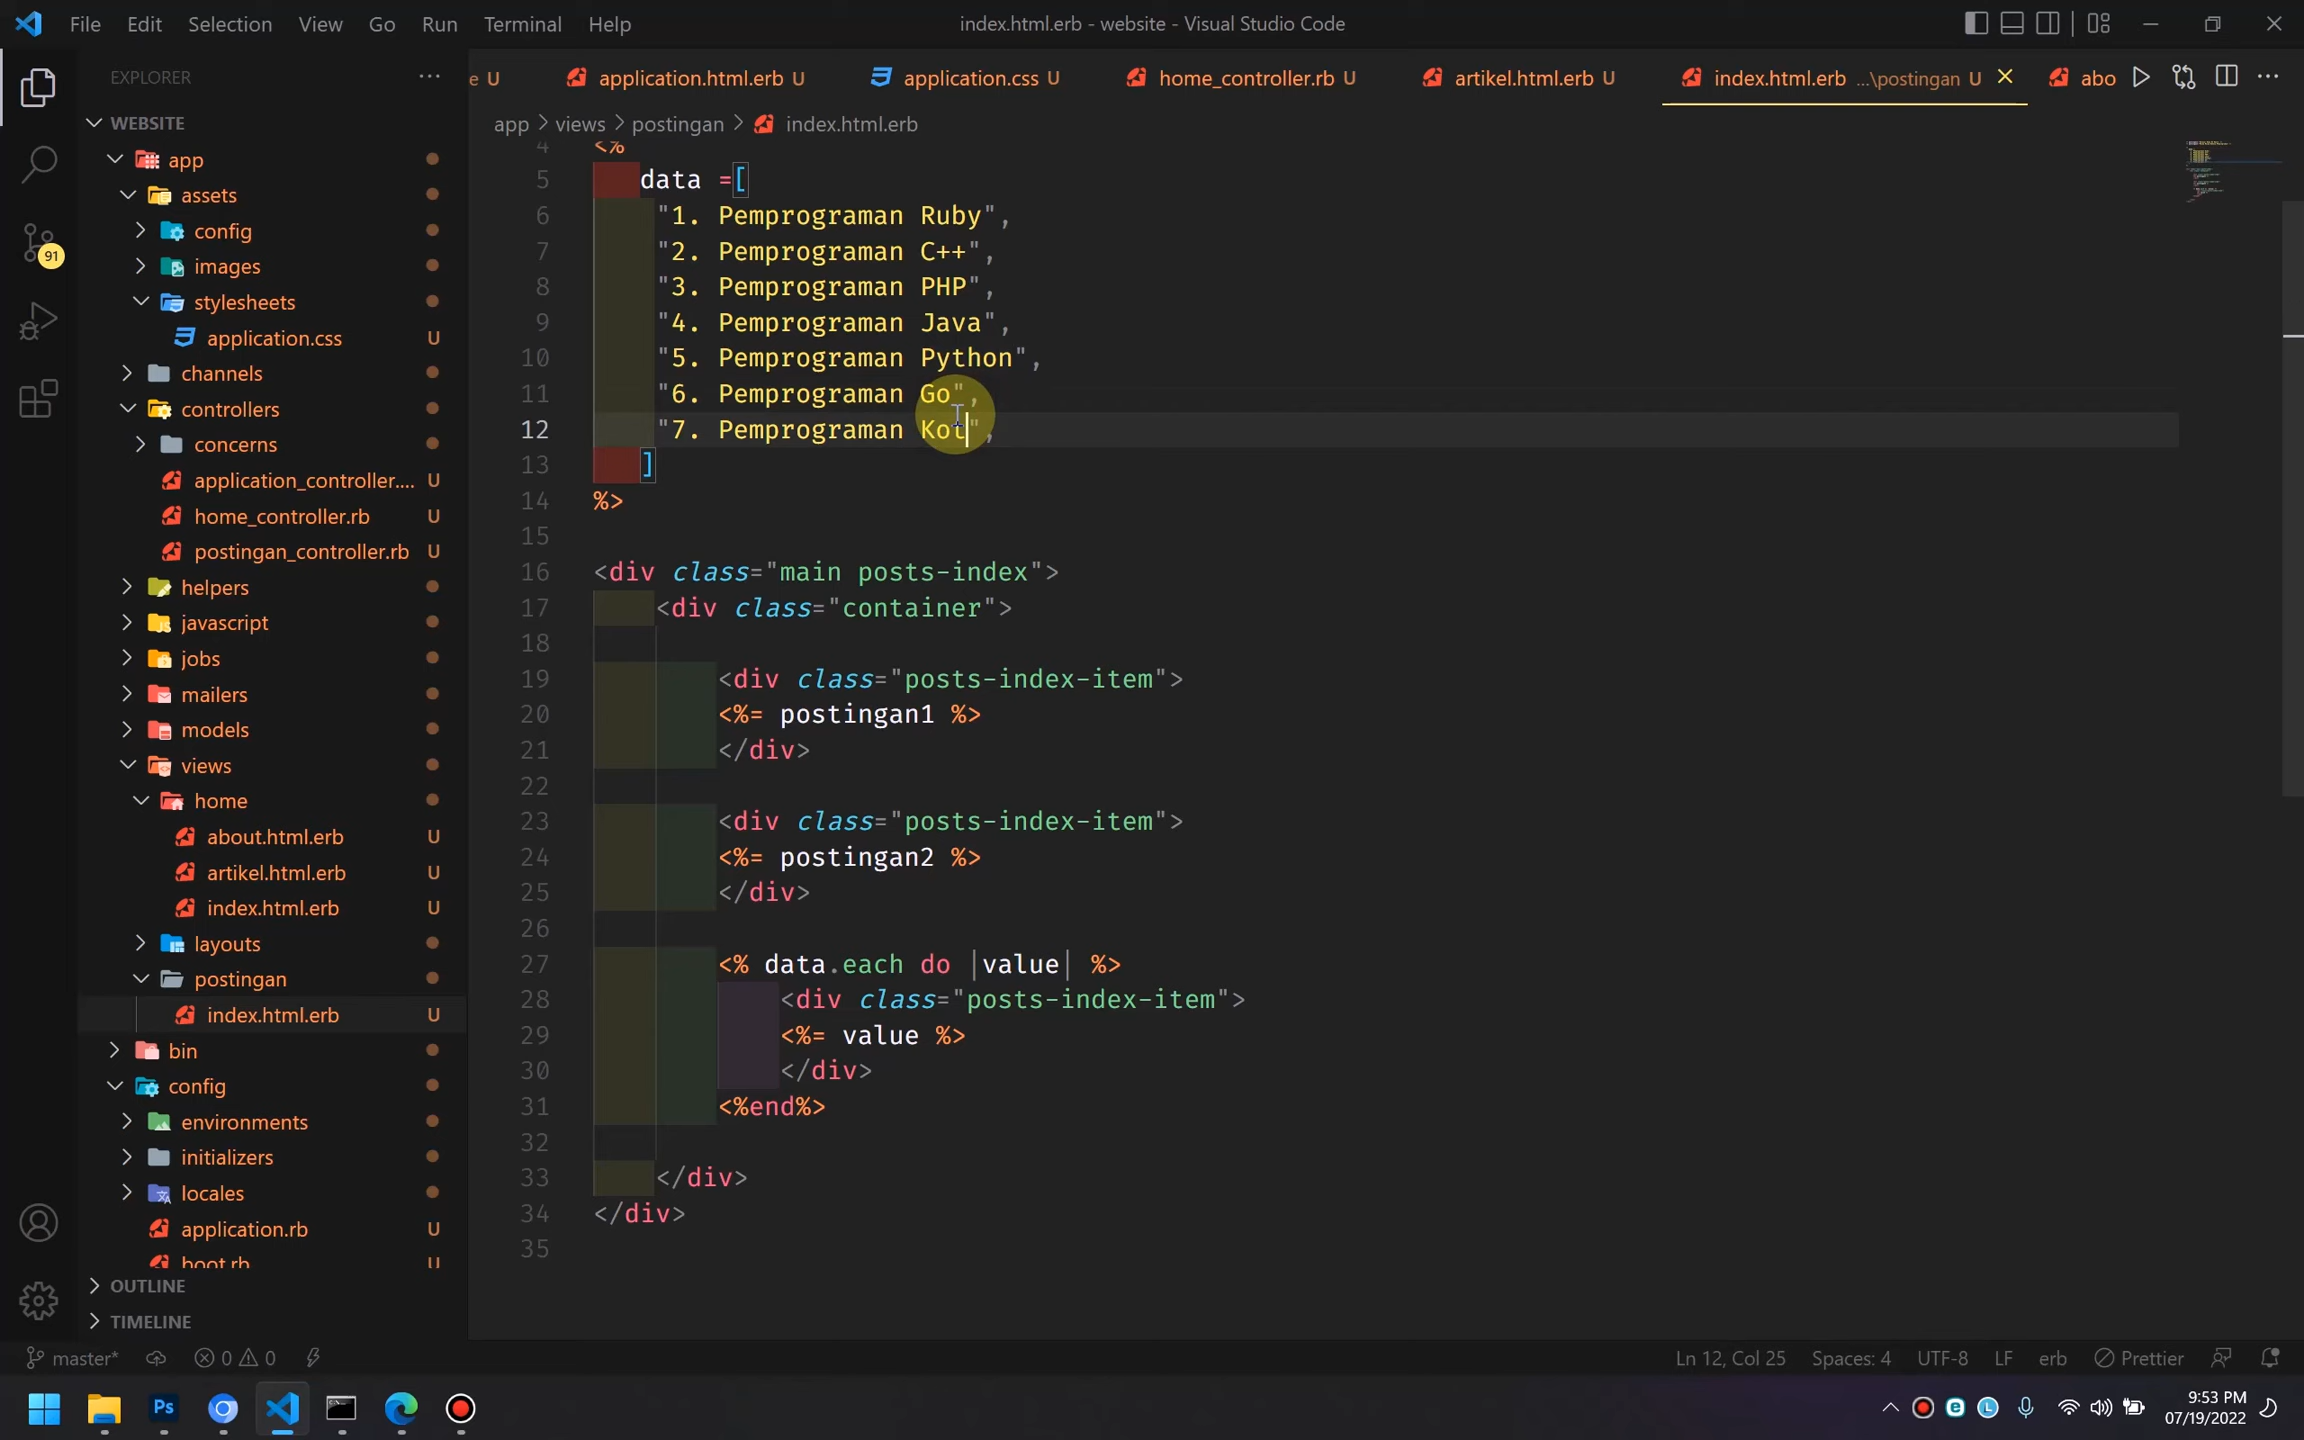 File Edit Selection View Go Run Terminal Help
index.html.erb - website - Visual Studio Code
EXPLORER
e U
application.html.erb U
application.css U
home_controller.rb U
artikel.html.erb U
index.html.erb ...\postingan U
abo
WEBSITE
app > views > postingan > index.html.erb
app
assets
config
images
stylesheets
application.css U
channels
controllers
concerns
application_controller.... U
home_controller.rb U
postingan_controller.rb U
helpers
javascript
jobs
mailers
models
views
home
about.html.erb U
artikel.html.erb U
index.html.erb U
layouts
postingan
index.html.erb U
bin
config
environments
initializers
locales
application.rb U
boot.rb U
OUTLINE
TIMELINE
91
4 <%
5 data =[
6 "1. Pemprograman Ruby",
7 "2. Pemprograman C++",
8 "3. Pemprograman PHP",
9 "4. Pemprograman Java",
10 "5. Pemprograman Python",
11 "6. Pemprograman Go",
12 "7. Pemprograman Kot",
13 ]
14 %>
15
16 <div class="main posts-index">
17 <div class="container">
18
19 <div class="posts-index-item">
20 <%= postingan1 %>
21 </div>
22
23 <div class="posts-index-item">
24 <%= postingan2 %>
25 </div>
26
27 <% data.each do |value| %>
28 <div class="posts-index-item">
29 <%= value %>
30 </div>
31 <%end%>
32
33 </div>
34 </div>
35
master* 0 0
Ln 12, Col 25 Spaces: 4 UTF-8 LF erb Prettier
Ps
9:53 PM
07/19/2022